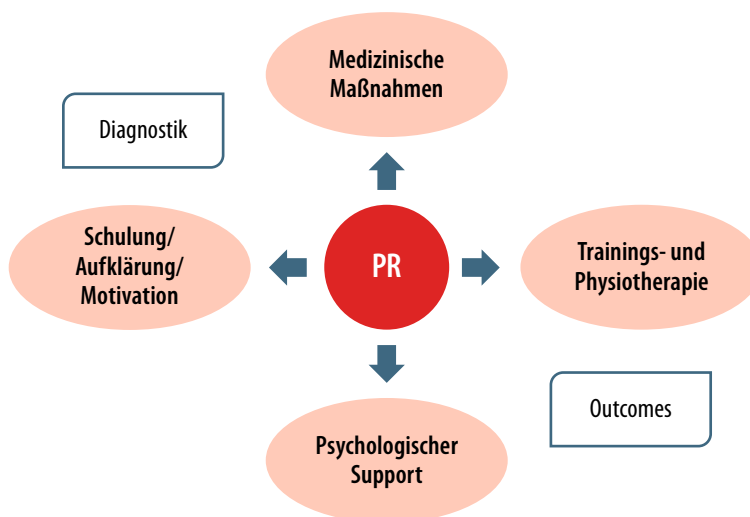 Medizinische
Maßnahmen
Diagnostik
Schulung/
Aufklärung/
Motivation
PR
Trainings- und
Physiotherapie
Outcomes
Psychologischer
Support